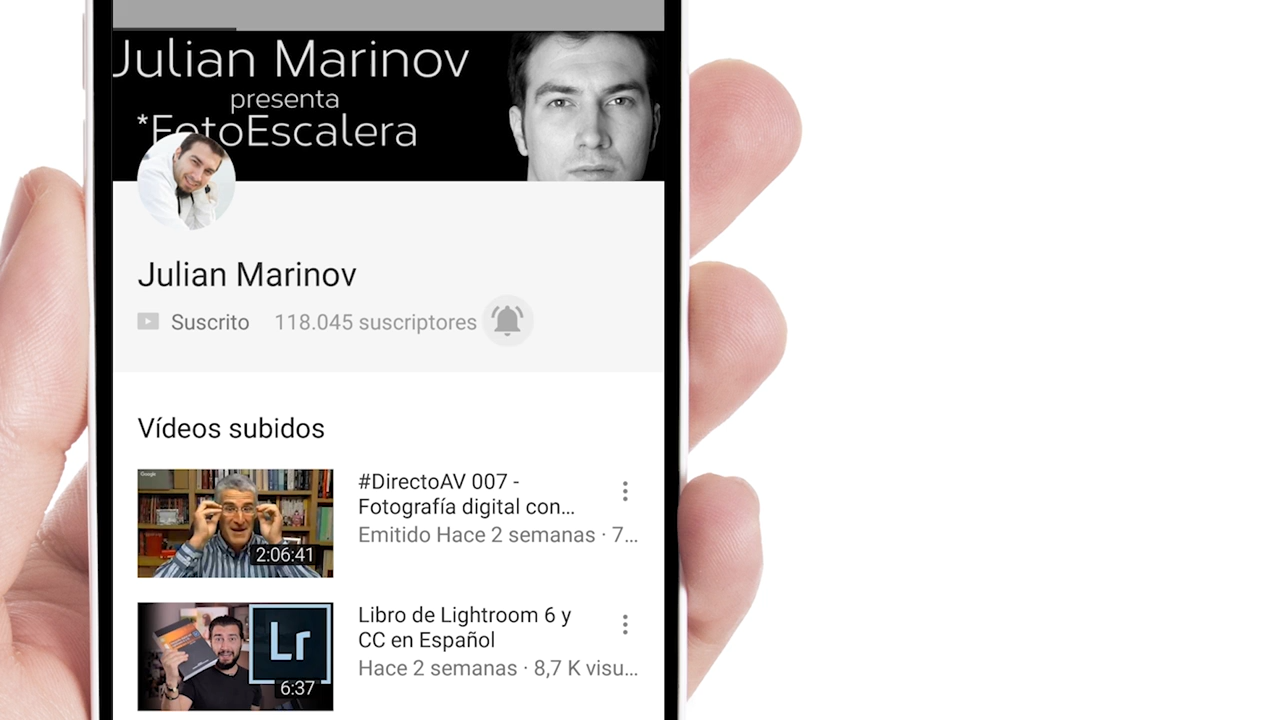 Julian Marinov
presenta
*FotoEscalera
Julian Marinov
Suscrito 118.045 suscriptores
Vídeos subidos
Google
#DirectoAV 007 -
Fotografía digital con...
Emitido Hace 2 semanas · 7...
2:06:41
Libro de Lightroom 6 y
CC en Español
Hace 2 semanas · 8,7 K visu...
Lr
6:37